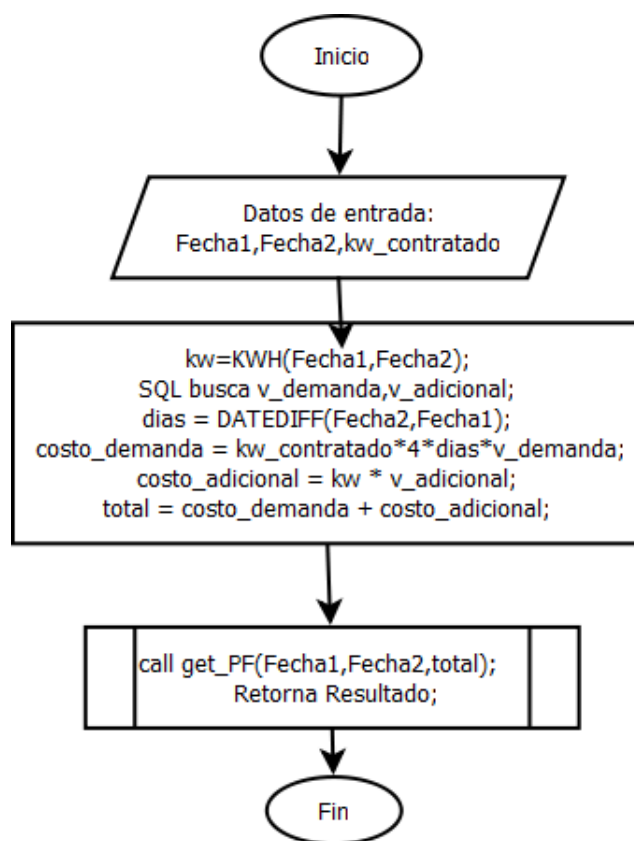 Inicio
Datos de entrada:
Fecha1,Fecha2,kw_contratado
kw=KWH(Fecha1,Fecha2);
SQL busca v_demanda,v_adicional;
dias = DATEDIFF(Fecha2,Fecha1);
costo_demanda = kw_contratado*4*dias*v_demanda;
costo_adicional = kw * v_adicional;
total = costo_demanda + costo_adicional;
call get_PF(Fecha1,Fecha2,total);
Retorna Resultado;
Fin